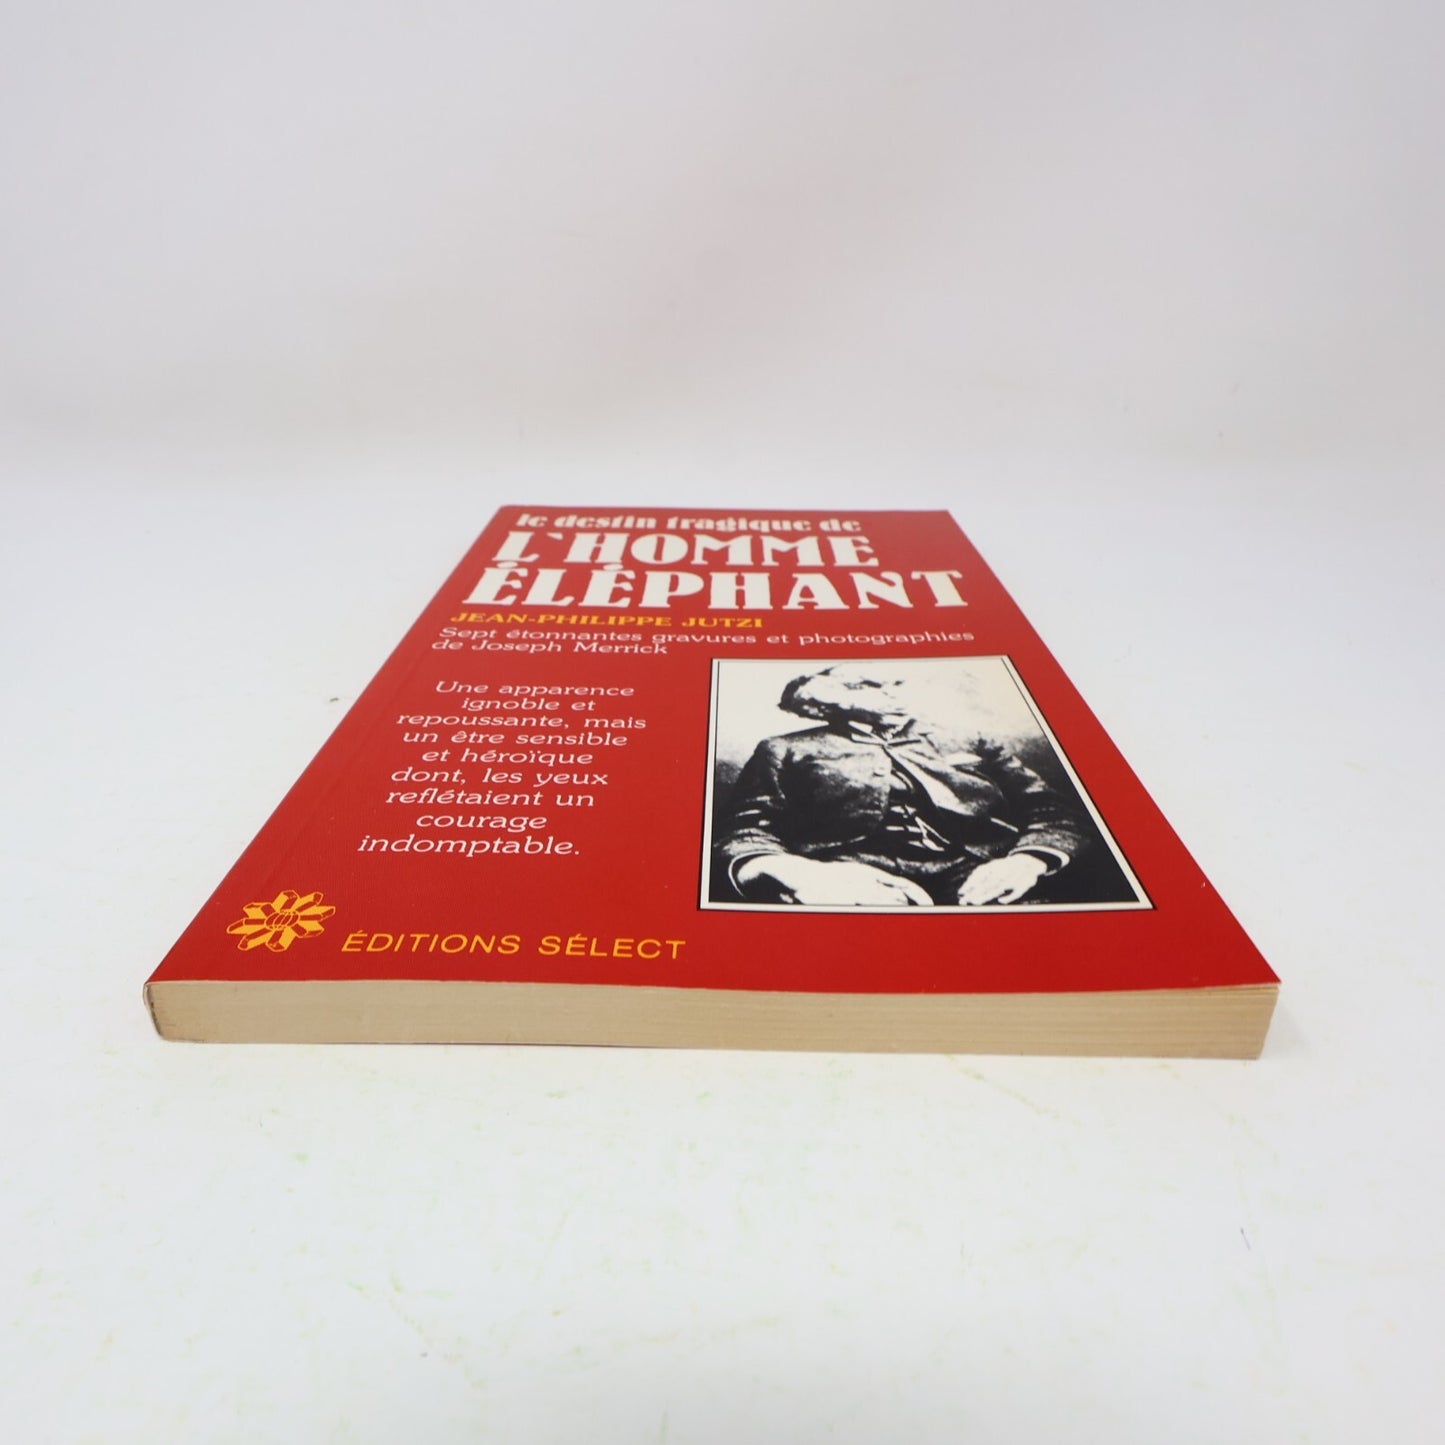 le destin tragique de
L'HOMME
ÉLÉPHANT
JEAN-PHILIPPE JUTZI
Sept étonnantes gravures et photographies
de Joseph Merrick
Une apparence
ignoble et
repoussante, mais
un être sensible
et héroïque
dont, les yeux
reflétaient un
courage
indomptable.
ÉDITIONS SÉLECT